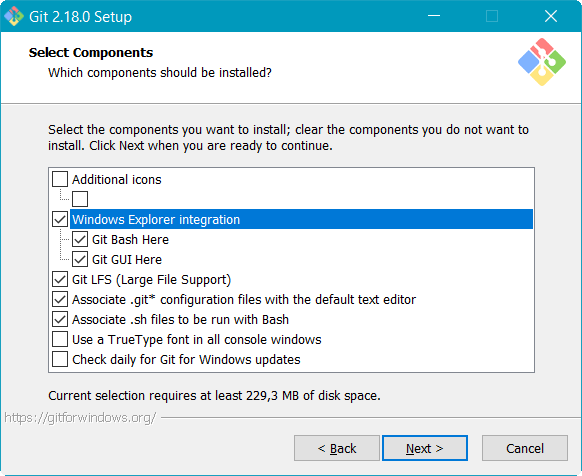 Git 2.18.0 Setup
Select Components
Which components should be installed?
Select the components you want to install; clear the components you do not want to
install. Click Next when you are ready to continue.
Additional icons
Windows Explorer integration
Git Bash Here
Git GUI Here
Git LFS (Large File Support)
Associate .git* configuration files with the default text editor
Associate .sh files to be run with Bash
Use a TrueType font in all console windows
Check daily for Git for Windows updates
Current selection requires at least 229,3 MB of disk space.
https://gitforwindows.org/
< Back
Next >
Cancel